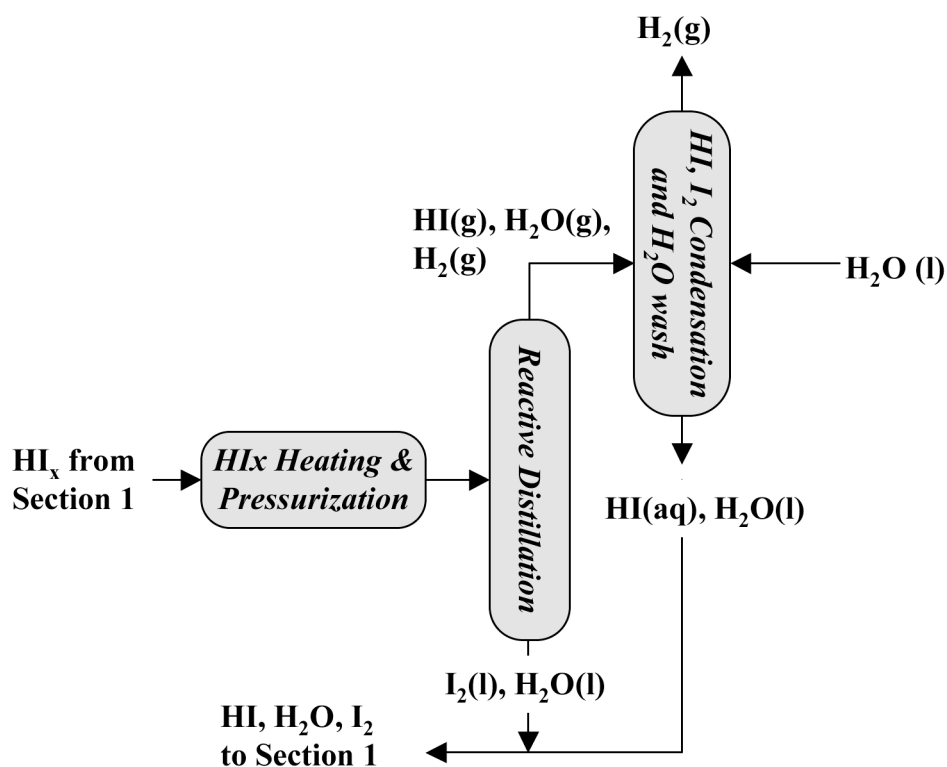 H₂(g)
HI, I₂ Condensation
and H₂O wash
HI(g), H₂O(g),
H₂(g)
H₂O (l)
Reactive Distillation
HIₓ from
Section 1
HIx Heating &
Pressurization
HI(aq), H₂O(l)
I₂(l), H₂O(l)
HI, H₂O, I₂
to Section 1